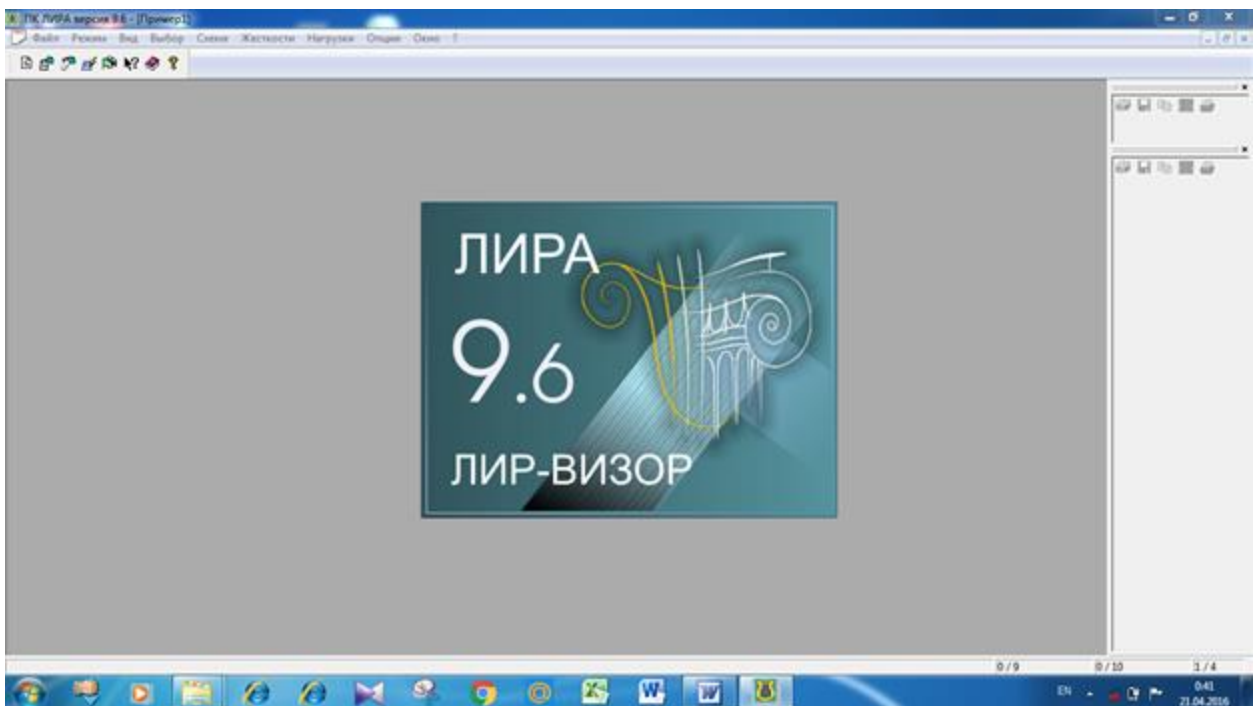 ПК ЛИРА версия 9.6 - [Пример1]
Файл Режим Вид Выбор Схема Жесткости Нагрузки Опции Окно ?
ЛИРА
9.6
ЛИР-ВИЗОР
0 / 9 0 / 10 1 / 4
EN 0:41
21.04.2016